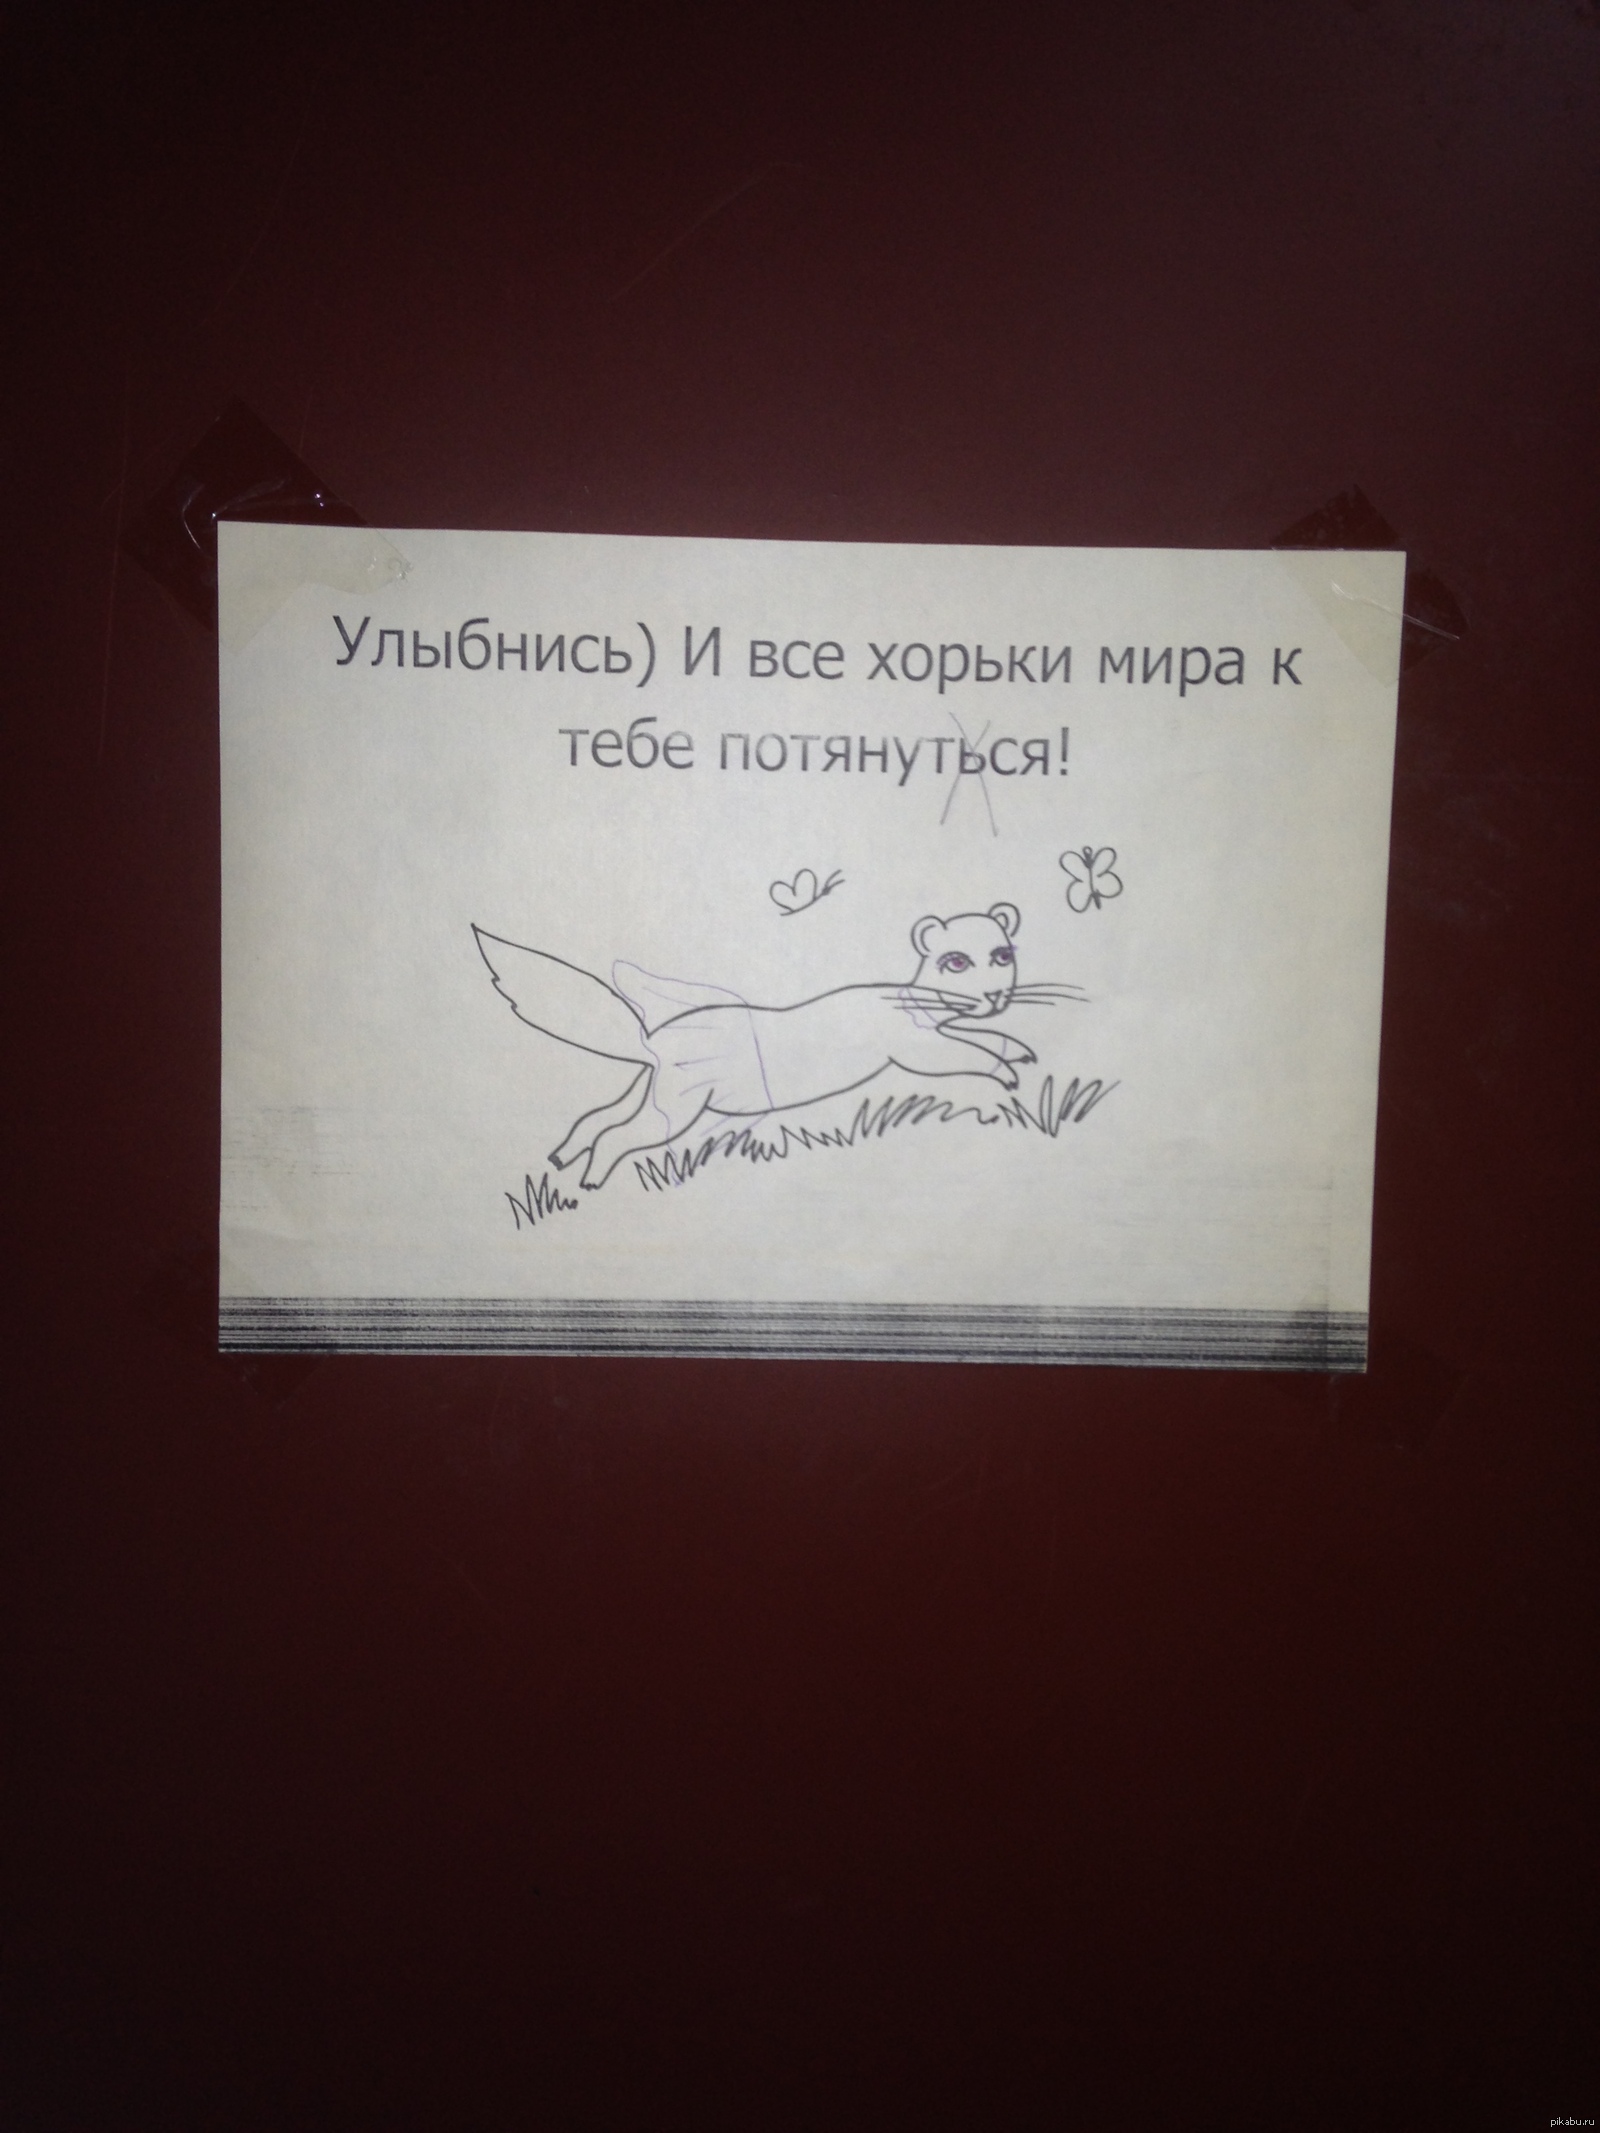 Улыбнись) И все хорьки мира к
тебе потянуться!
pikabu.ru